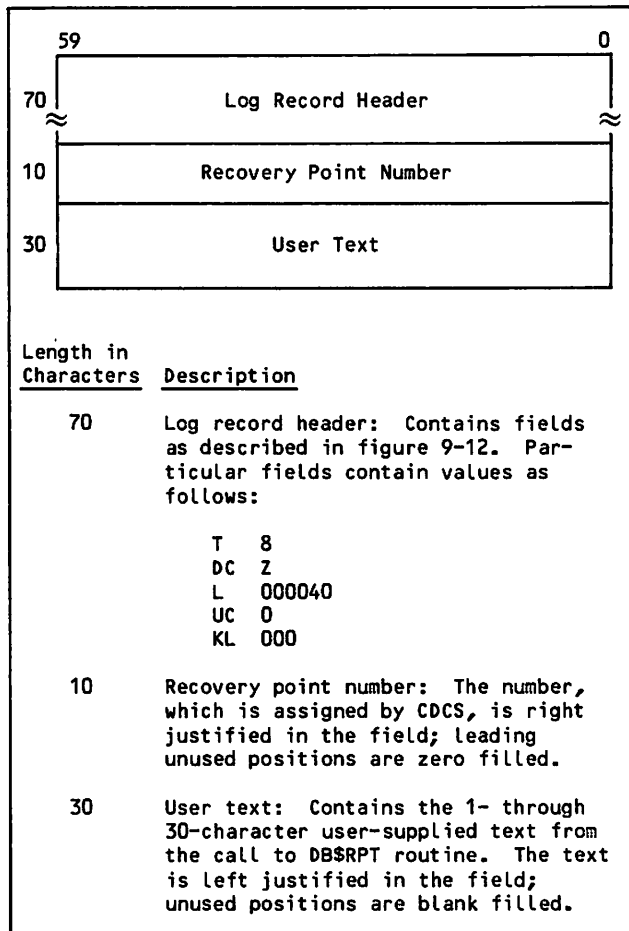 59 0
70 Log Record Header
10 Recovery Point Number
30 User Text
Length in
Characters Description
70 Log record header: Contains fields
as described in figure 9-12. Par-
ticular fields contain values as
follows:
T 8
DC Z
L 000040
UC 0
KL 000
10 Recovery point number: The number,
which is assigned by CDCS, is right
justified in the field; leading
unused positions are zero filled.
30 User text: Contains the 1- through
30-character user-supplied text from
the call to DB$RPT routine. The text
is left justified in the field;
unused positions are blank filled.